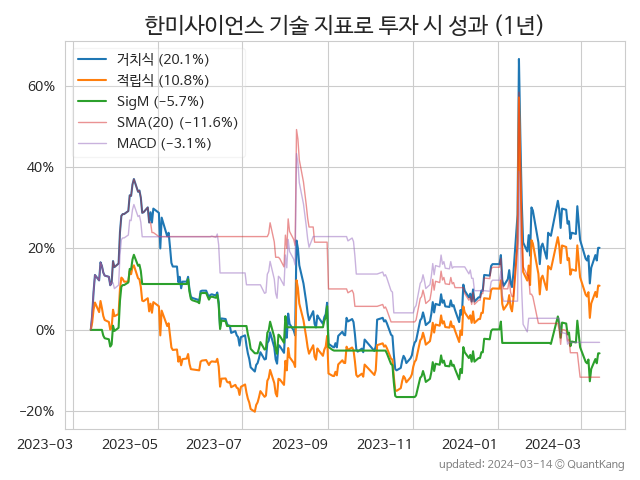 한미사이언스 기술 지표로 투자 시 성과 (1년)
거치식 (20.1%)
적립식 (10.8%)
SigM (−5.7%)
SMA(20) (−11.6%)
MACD (−3.1%)
60%
40%
20%
0%
−20%
2023-03 2023-05 2023-07 2023-09 2023-11 2024-01 2024-03
updated: 2024-03-14 © QuantKang